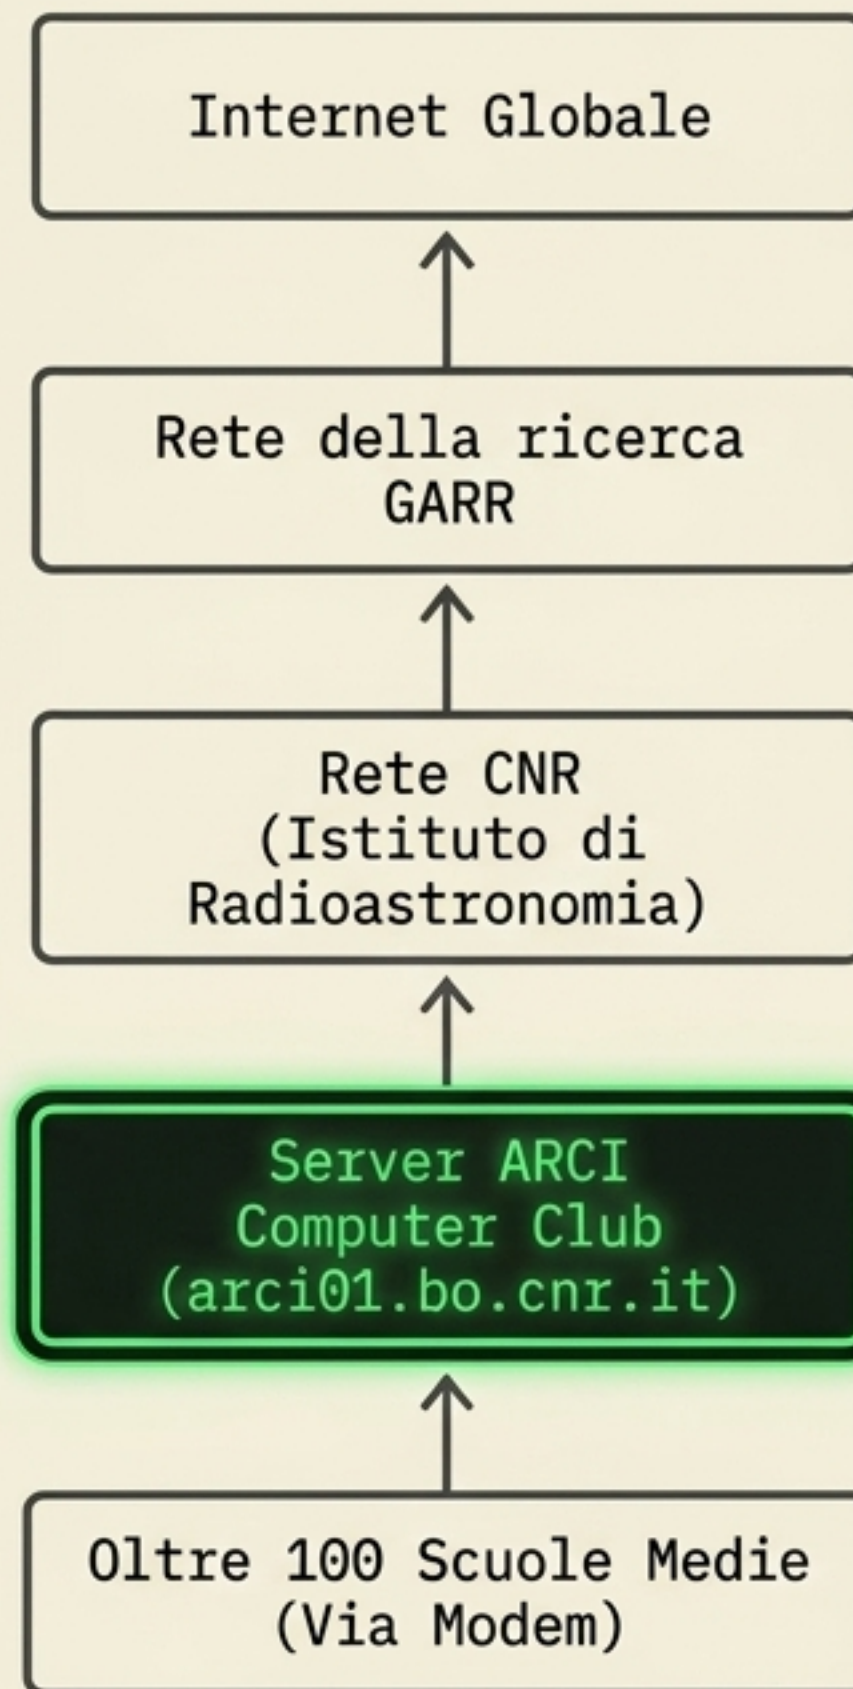 Internet Globale
Rete della ricerca
GARR
Rete CNR
(Istituto di
Radioastronomia)
Server ARCI
Computer Club
(arci01.bo.cnr.it)
Oltre 100 Scuole Medie
(Via Modem)